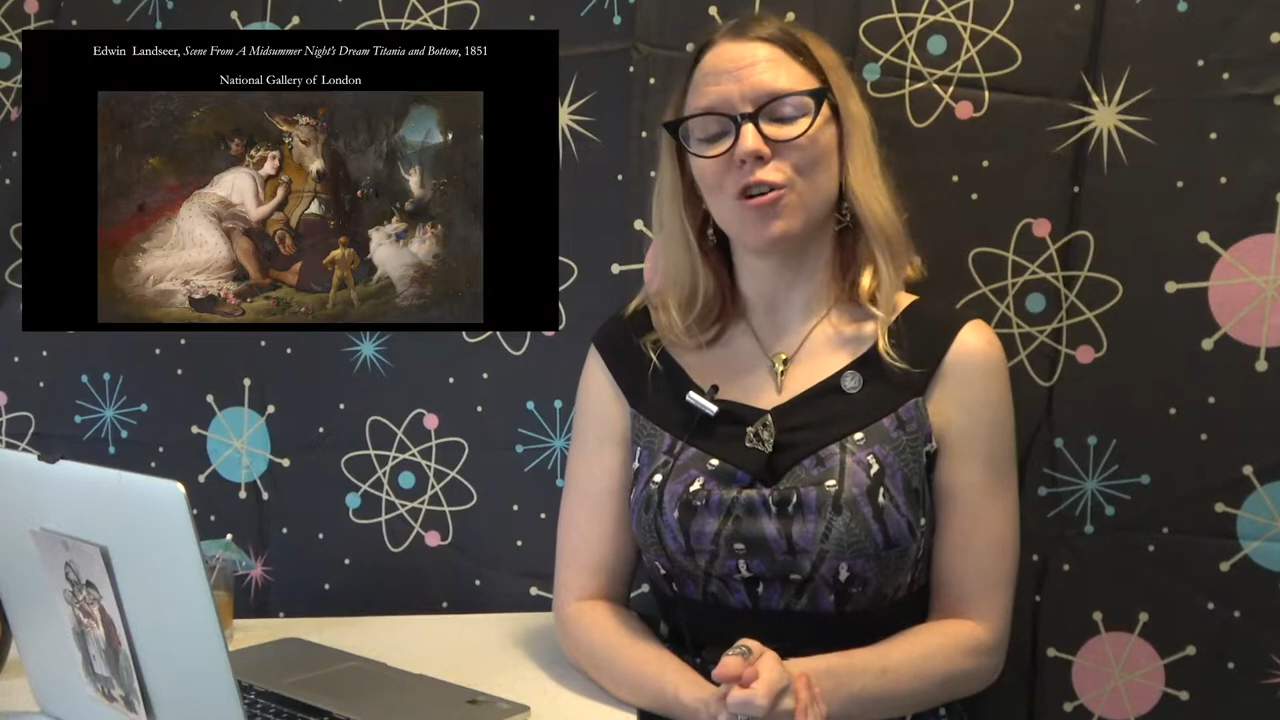 Edwin Landseer, Scene From A Midsummer Night's Dream Titania and Bottom, 1851
National Gallery of London